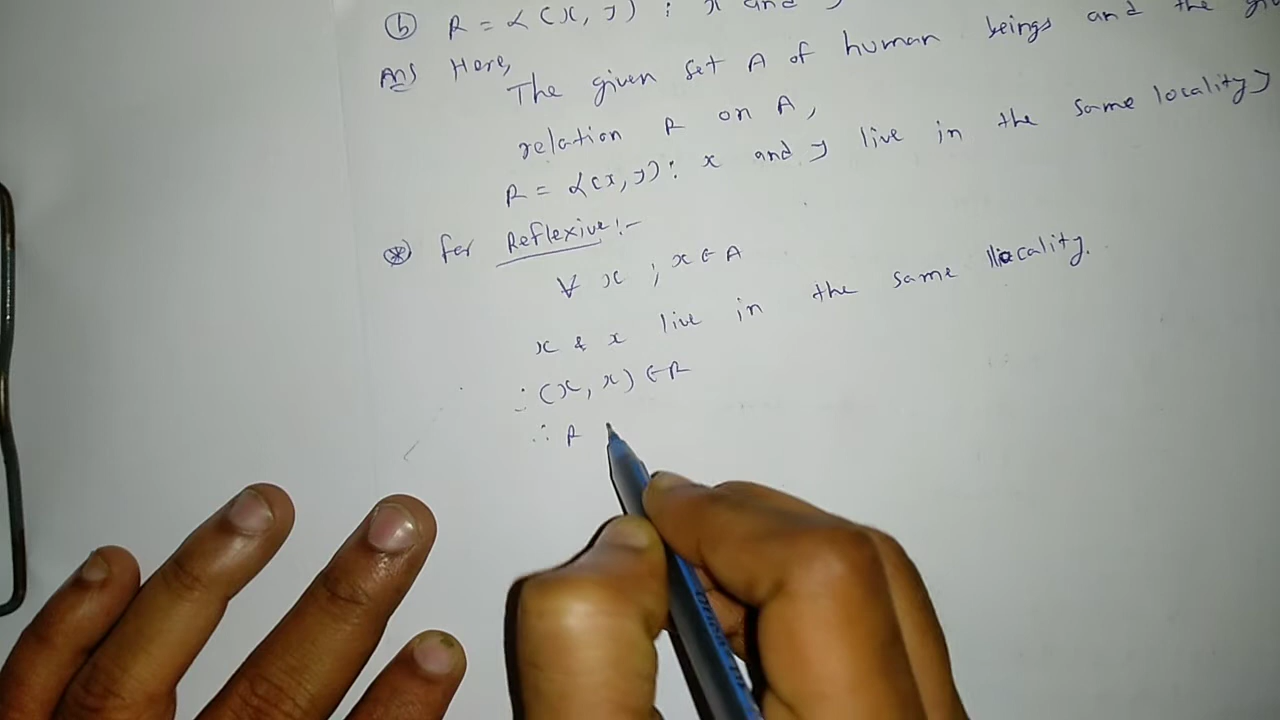 (b) R = {(x, y) : x and y
Ans Here,
The given set A of human beings and the
relation R on A,
R = {(x, y) : x and y live in the same locality}
(*) For Reflexive :-
∀ x ; x ∈ A
x & x live in the same locality.
∴ (x, x) ∈ R
∴ R